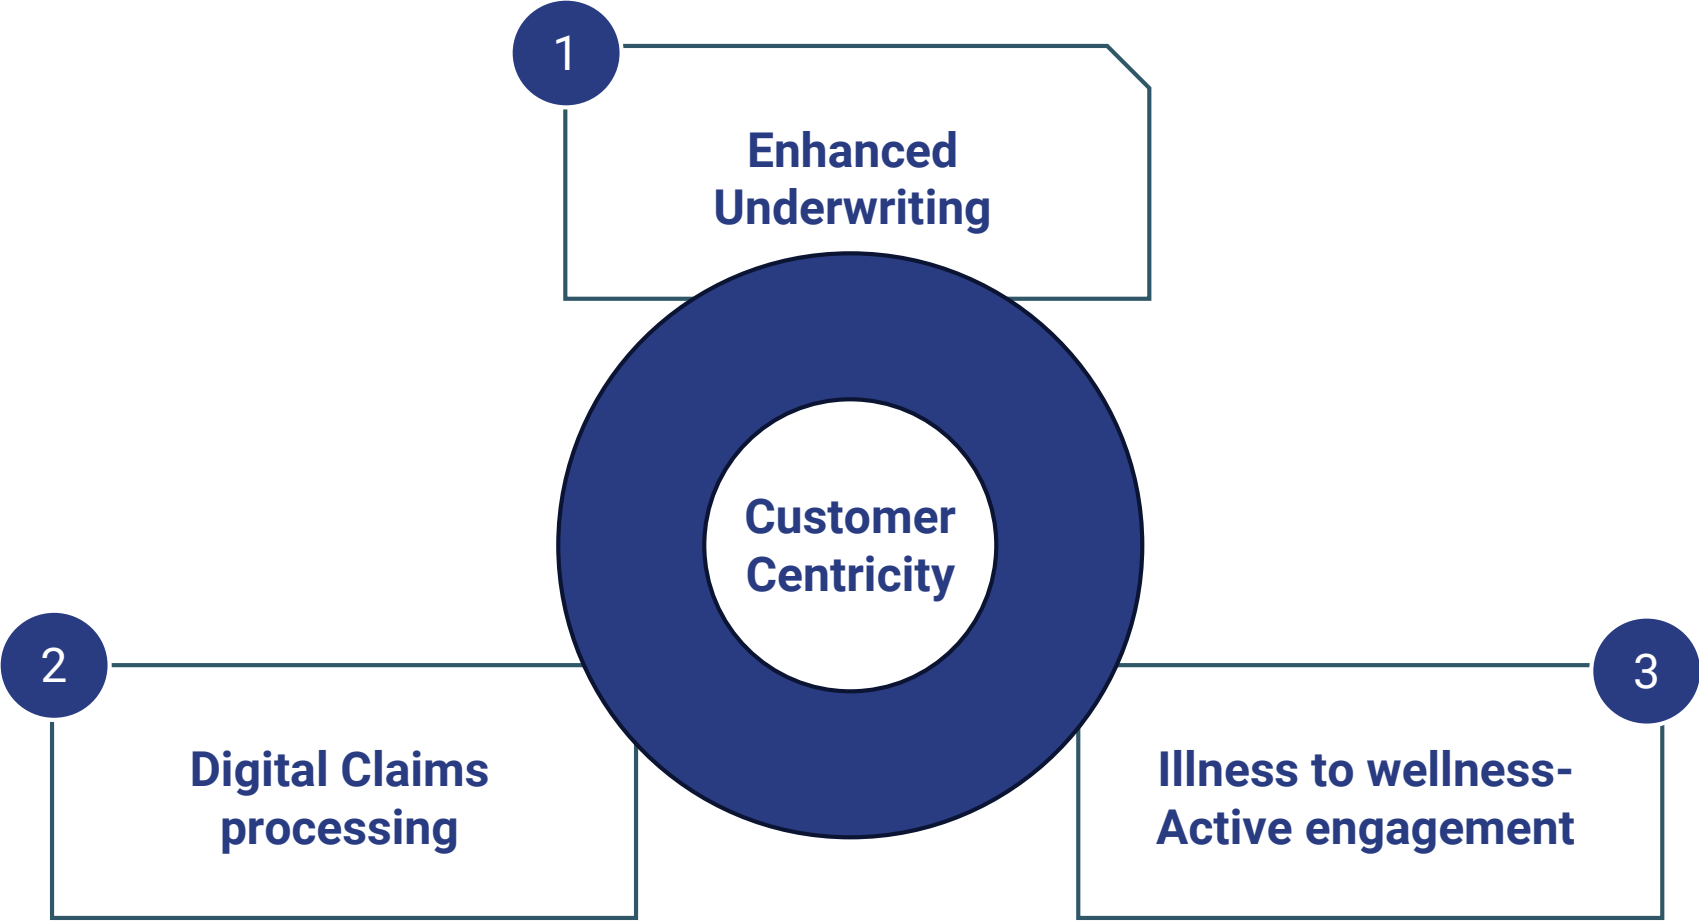 1
Enhanced
Underwriting
Customer
Centricity
2
Digital Claims
processing
3
Illness to wellness-
Active engagement